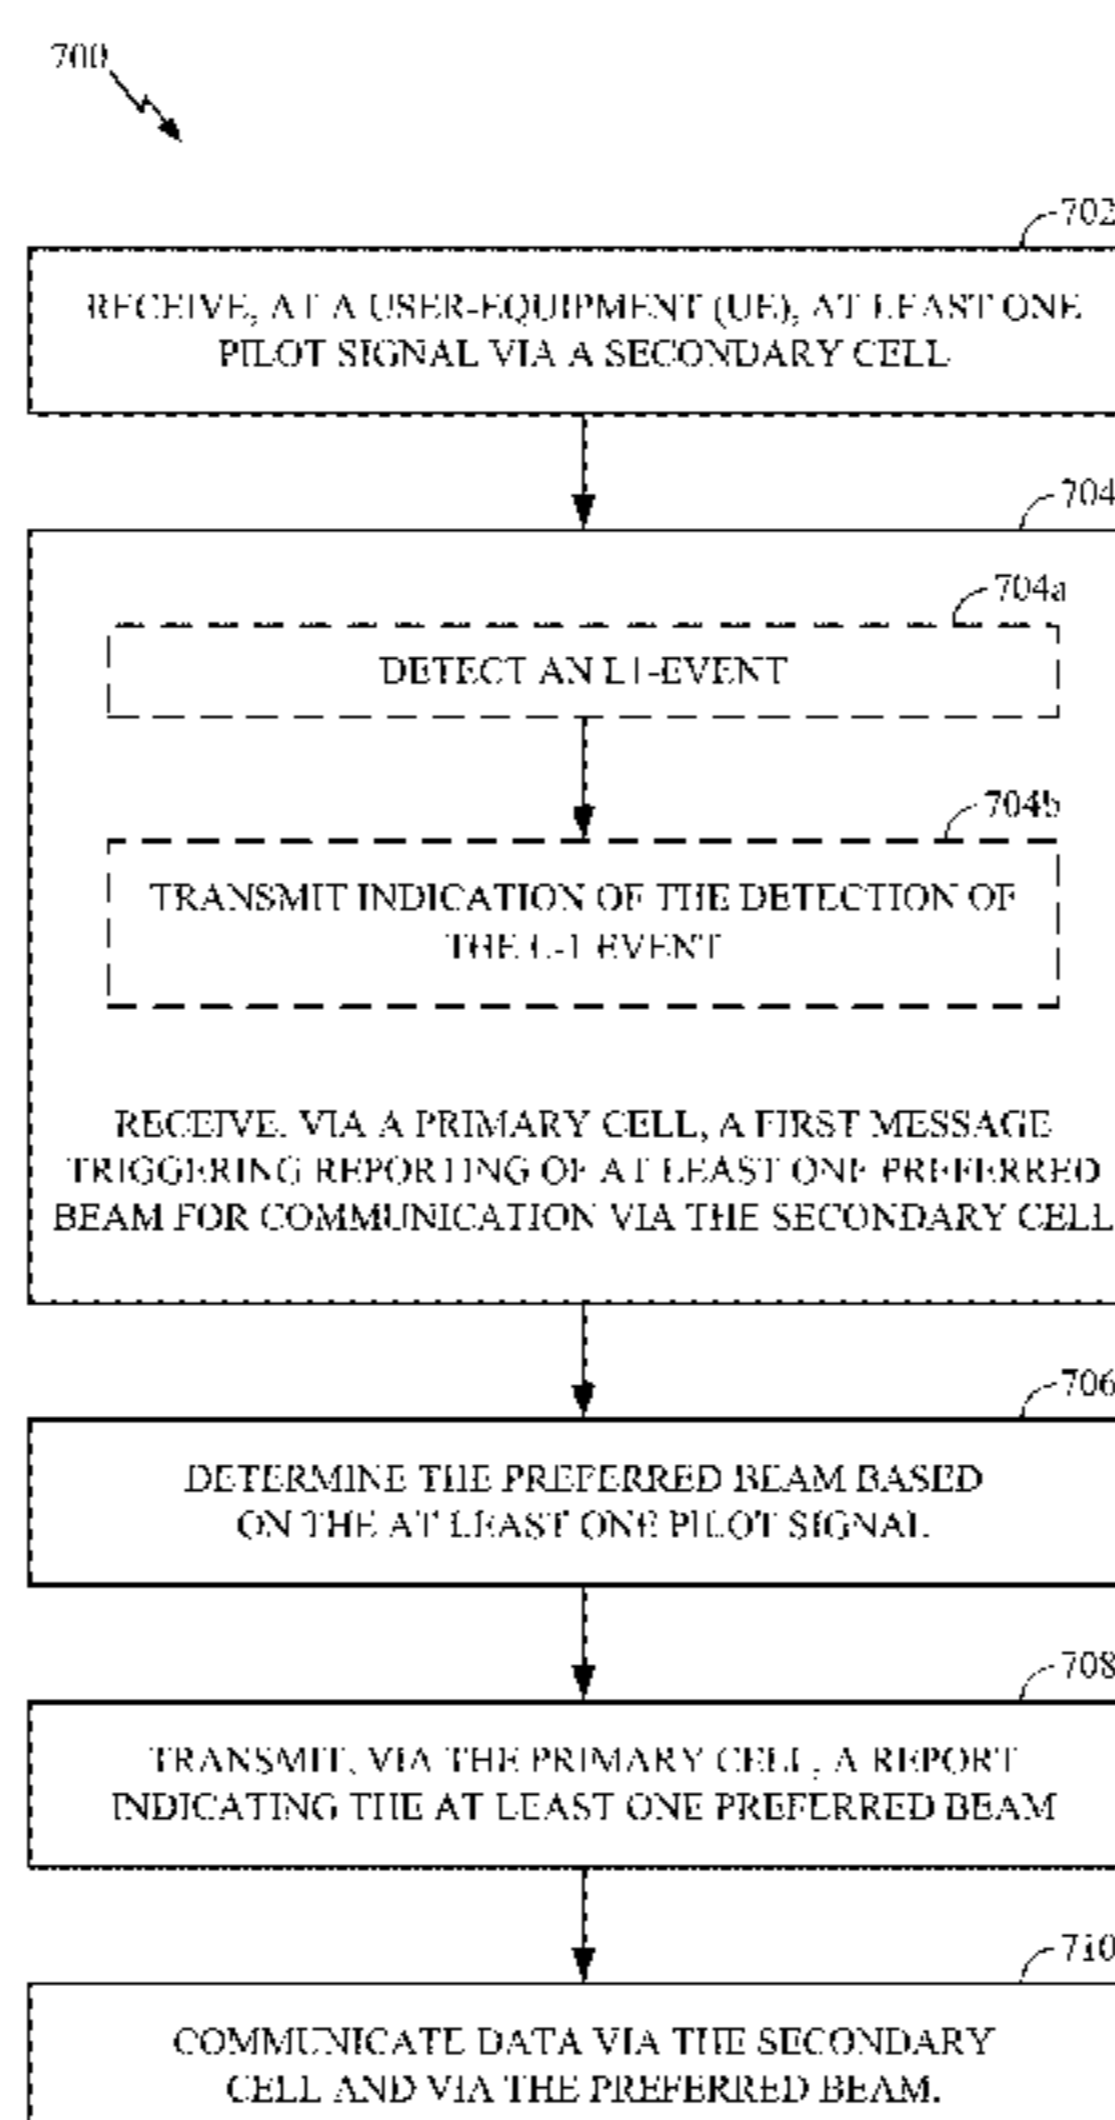 700
702
RECEIVE, AT A USER-EQUIPMENT (UE), AT LEAST ONE
PILOT SIGNAL VIA A SECONDARY CELL
704
704a
DETECT AN L1-EVENT
704b
TRANSMIT INDICATION OF THE DETECTION OF
THE L-1 EVENT
RECEIVE, VIA A PRIMARY CELL, A FIRST MESSAGE
TRIGGERING REPORTING OF AT LEAST ONE PREFERRED
BEAM FOR COMMUNICATION VIA THE SECONDARY CELL
706
DETERMINE THE PREFERRED BEAM BASED
ON THE AT LEAST ONE PILOT SIGNAL.
708
TRANSMIT, VIA THE PRIMARY CELL, A REPORT
INDICATING THE AT LEAST ONE PREFERRED BEAM
710
COMMUNICATE DATA VIA THE SECONDARY
CELL AND VIA THE PREFERRED BEAM.